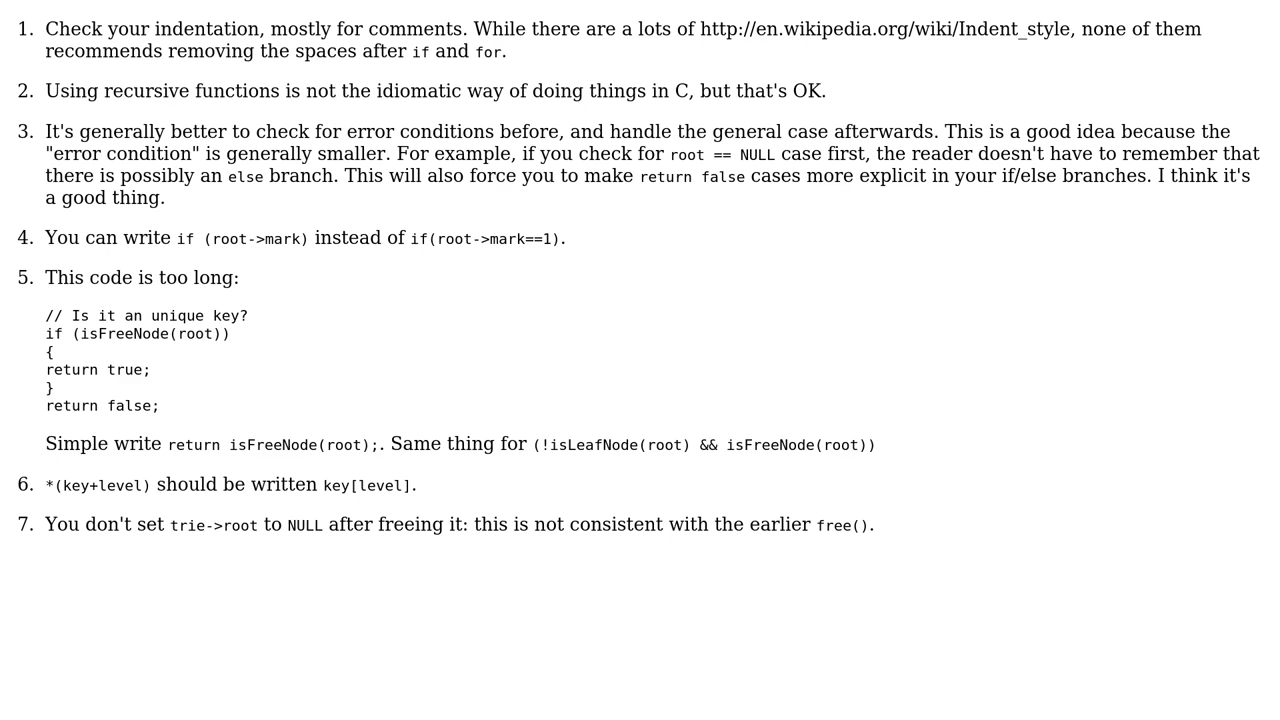 1. Check your indentation, mostly for comments. While there are a lots of http://en.wikipedia.org/wiki/Indent_style, none of them
recommends removing the spaces after if and for.
2. Using recursive functions is not the idiomatic way of doing things in C, but that's OK.
3. It's generally better to check for error conditions before, and handle the general case afterwards. This is a good idea because the
"error condition" is generally smaller. For example, if you check for root == NULL case first, the reader doesn't have to remember that
there is possibly an else branch. This will also force you to make return false cases more explicit in your if/else branches. I think it's
a good thing.
4. You can write if (root->mark) instead of if(root->mark==1).
5. This code is too long:
// Is it an unique key?
if (isFreeNode(root))
{
return true;
}
return false;
Simple write return isFreeNode(root);. Same thing for (!isLeafNode(root) && isFreeNode(root))
6. *(key+level) should be written key[level].
7. You don't set trie->root to NULL after freeing it: this is not consistent with the earlier free().